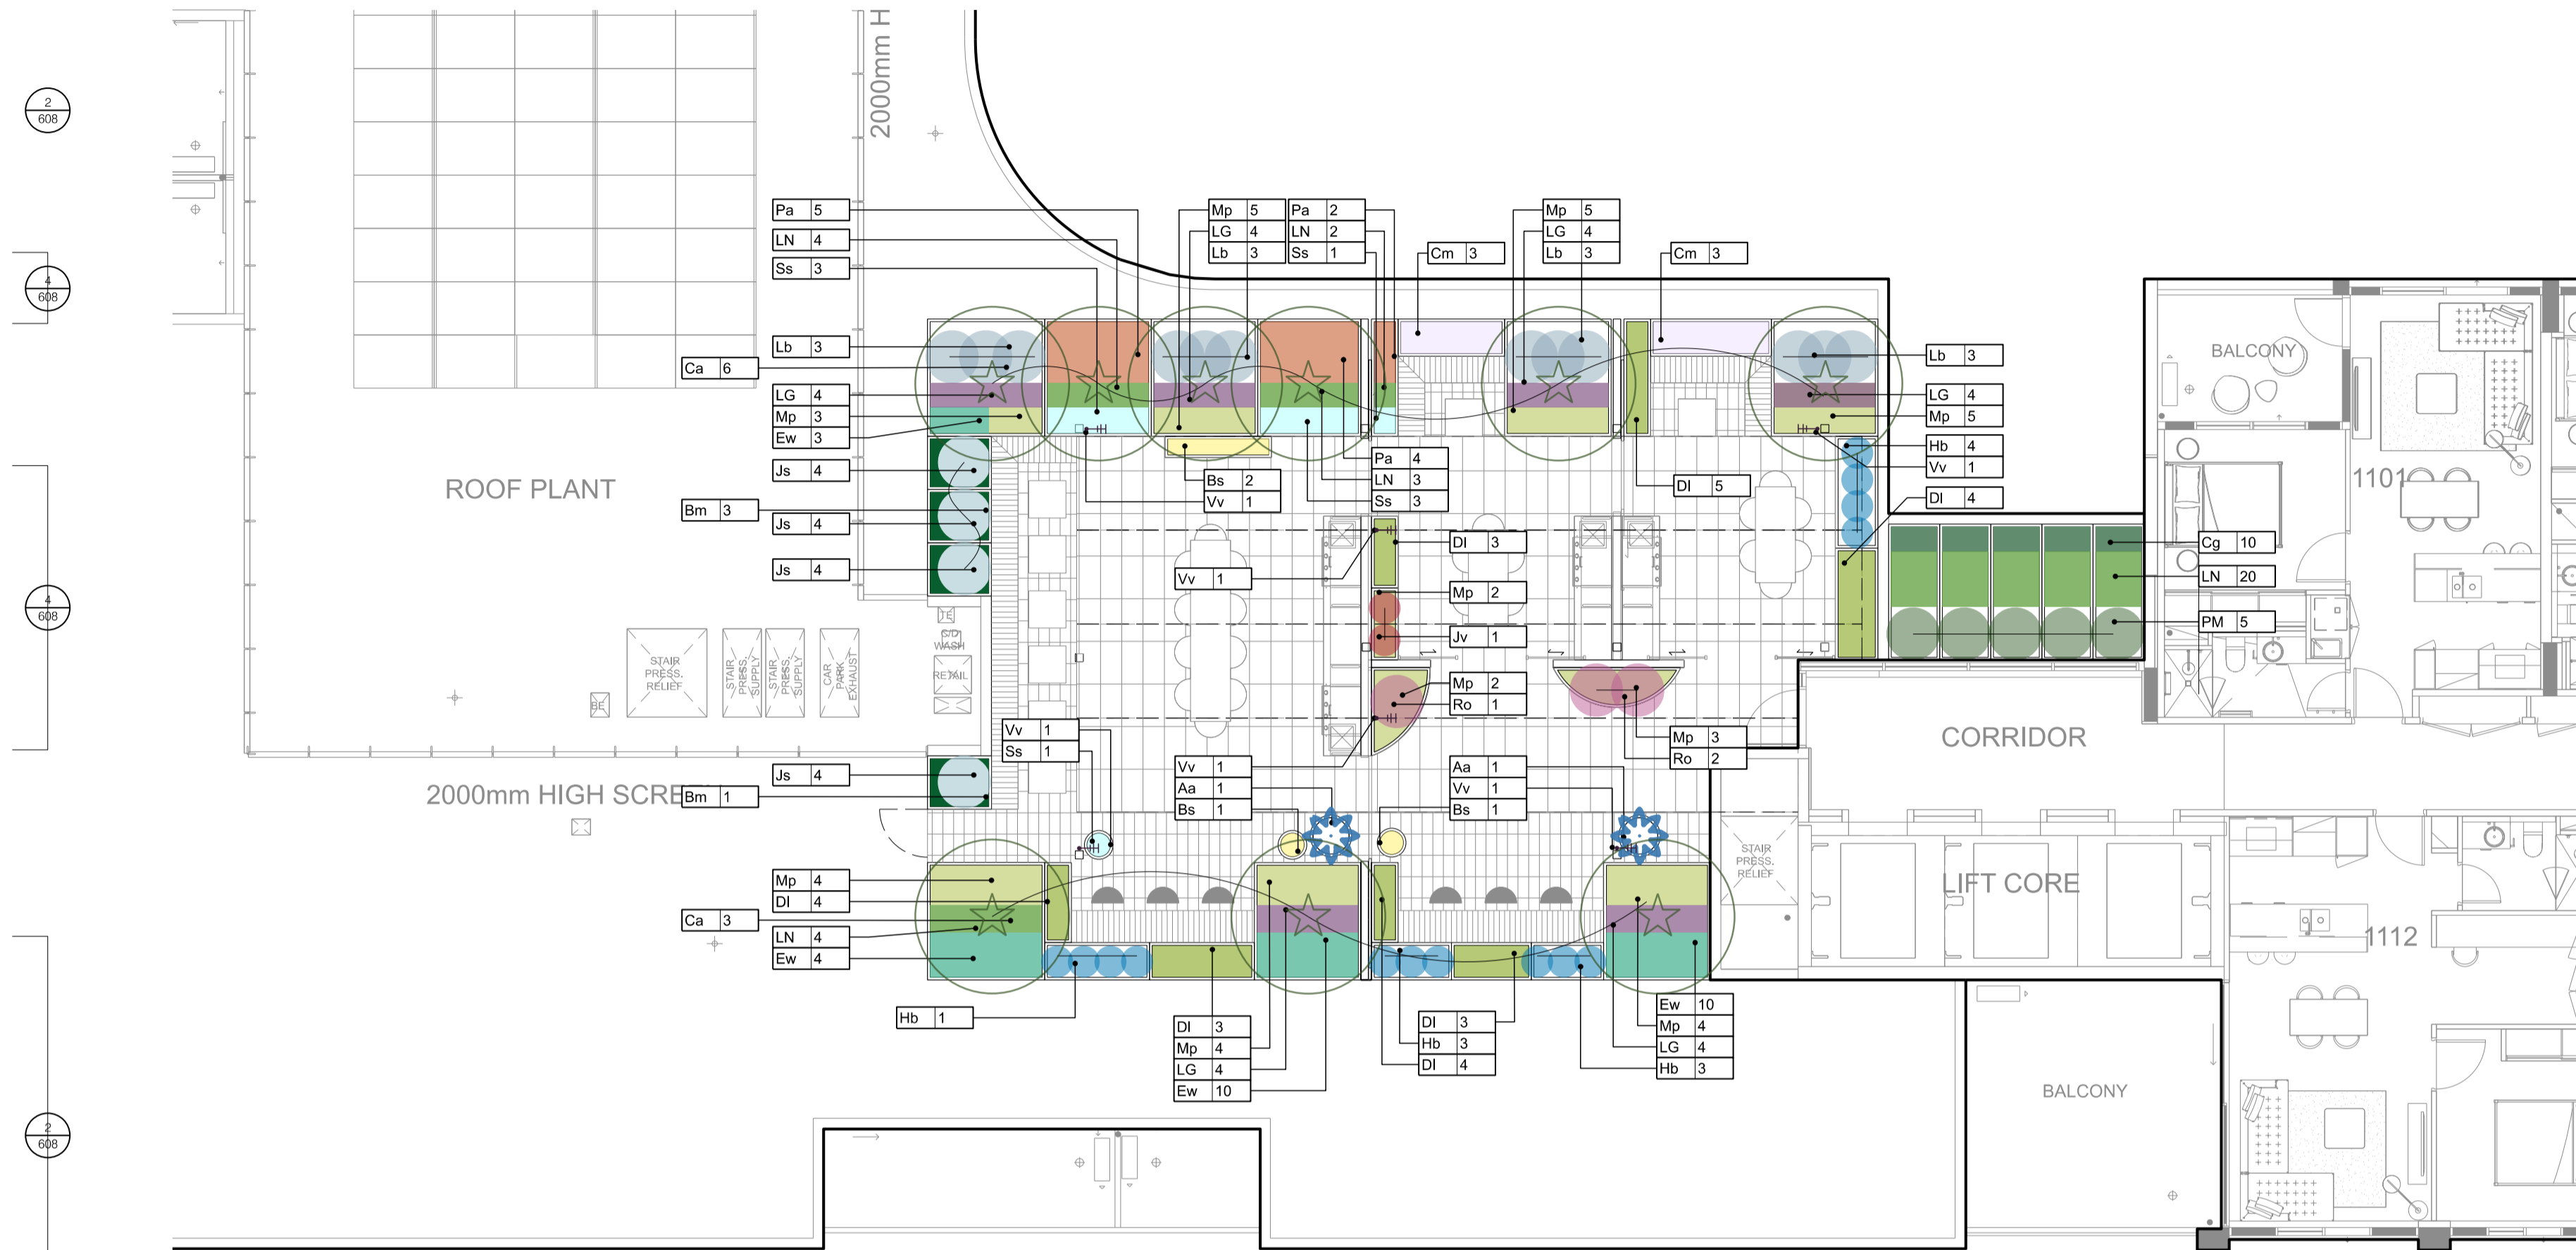 2
608
4
608
4
608
2
608
2000mm H
Pa 5
LN 4
Ss 3
Mp 5
LG 4
Lb 3
Pa 2
LN 2
Ss 1
Cm 3
Mp 5
LG 4
Lb 3
Cm 3
Lb 3
Ca 6
LG 4
Mp 3
Ew 3
Js 4
Bm 3
Js 4
Js 4
Lb 3
LG 4
Mp 5
Hb 4
Vv 1
Dl 4
Bs 2
Vv 1
Pa 4
LN 3
Ss 3
Dl 5
Dl 3
Vv 1
Mp 2
Jv 1
Mp 2
Ro 1
Mp 3
Ro 2
Cg 10
LN 20
PM 5
BALCONY
1101
ROOF PLANT
STAIR PRESS. RELIEF
STAIR PRESS. SUPPLY
STAIR PRESS. SUPPLY
CAR PARK EXHAUST
BE
TE
C/D WASH
RETAIL
CORRIDOR
Vv 1
Ss 1
Vv 1
Aa 1
Bs 1
Aa 1
Vv 1
Bs 1
Js 4
Bm 1
2000mm HIGH SCRE
STAIR PRESS. RELIEF
LIFT CORE
1112
Mp 4
Dl 4
Ca 3
LN 4
Ew 4
Hb 1
Dl 3
Mp 4
LG 4
Ew 10
Dl 3
Hb 3
Dl 4
Ew 10
Mp 4
LG 4
Hb 3
BALCONY